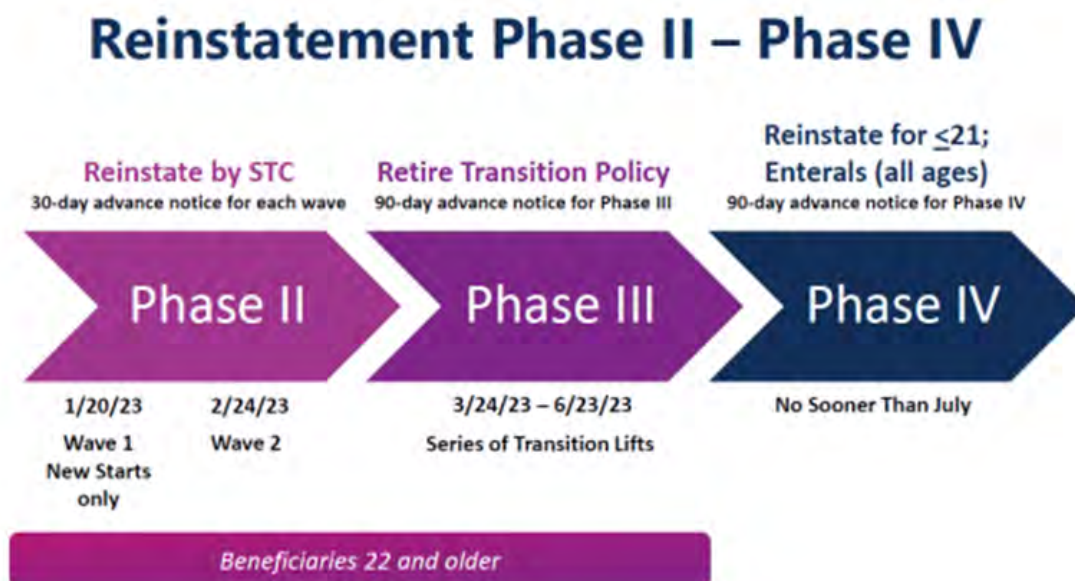 Reinstatement Phase II – Phase IV
Reinstate by STC
30-day advance notice for each wave
Retire Transition Policy
90-day advance notice for Phase III
Reinstate for ≤21;
Enterals (all ages)
90-day advance notice for Phase IV
Phase II
Phase III
Phase IV
1/20/23
Wave 1
New Starts
only
2/24/23
Wave 2
3/24/23 – 6/23/23
Series of Transition Lifts
No Sooner Than July
Beneficiaries 22 and older